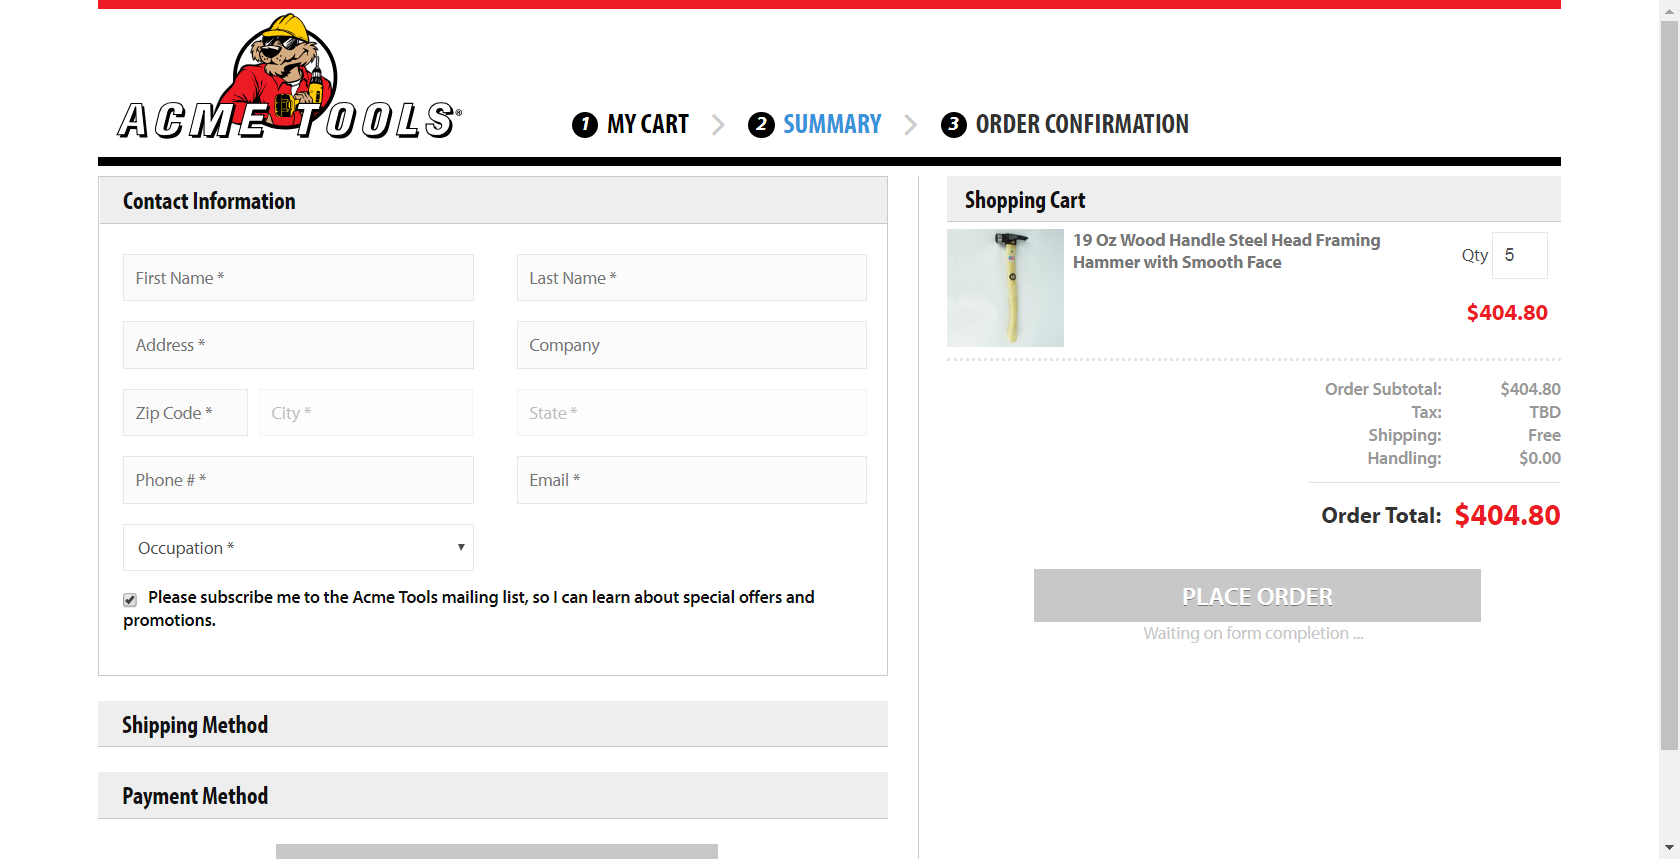 ACME TOOLS®
1 MY CART
2 SUMMARY
3 ORDER CONFIRMATION
Contact Information
First Name *
Last Name *
Address *
Company
Zip Code *
City *
State *
Phone # *
Email *
Occupation *
Please subscribe me to the Acme Tools mailing list, so I can learn about special offers and
promotions.
Shipping Method
Payment Method
Shopping Cart
19 Oz Wood Handle Steel Head Framing
Hammer with Smooth Face
Qty 5
$404.80
Order Subtotal: $404.80
Tax: TBD
Shipping: Free
Handling: $0.00
Order Total: $404.80
PLACE ORDER
Waiting on form completion ...